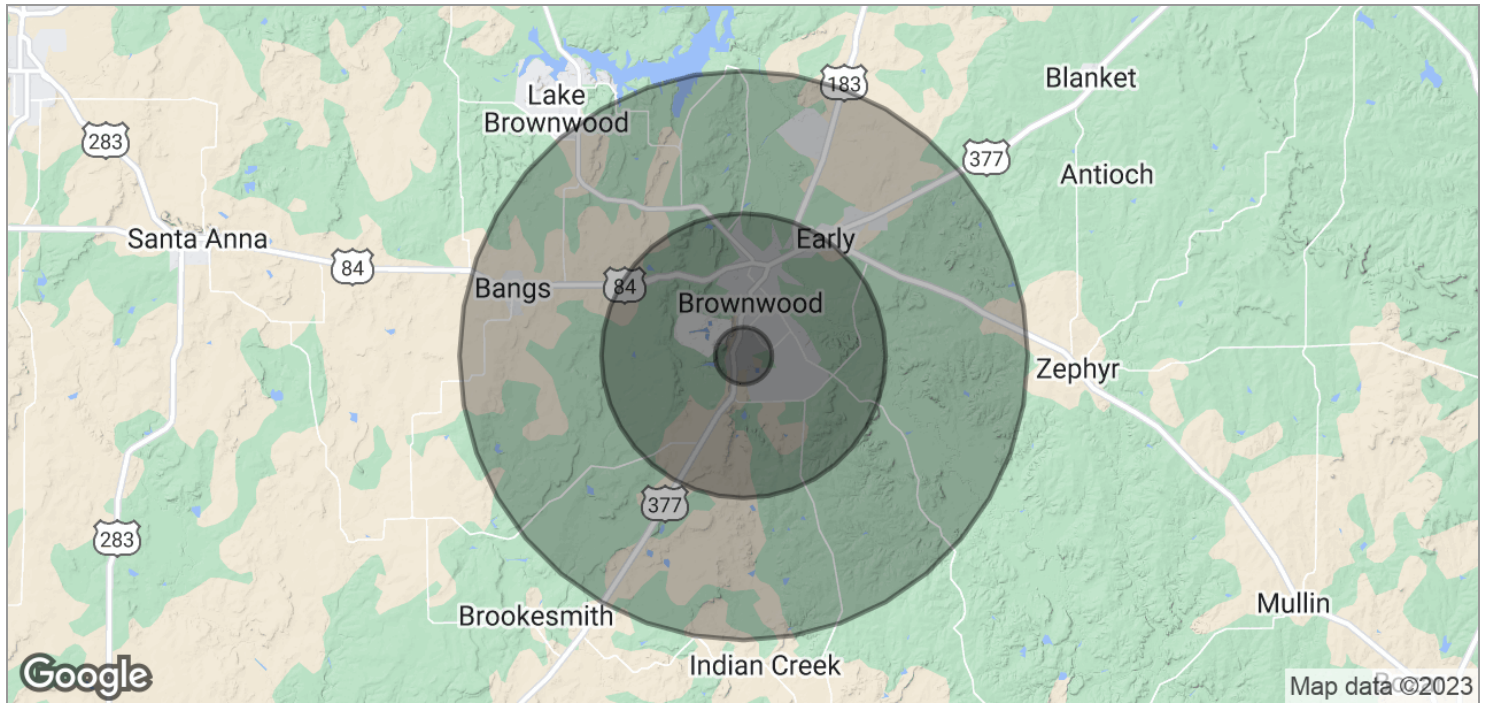 183
Blanket
Lake
Brownwood
283
377
Antioch
Santa Anna
Early
84
Bangs
84
Brownwood
Zephyr
377
283
Mullin
Brookesmith
Indian Creek
Google
Map data ©2023